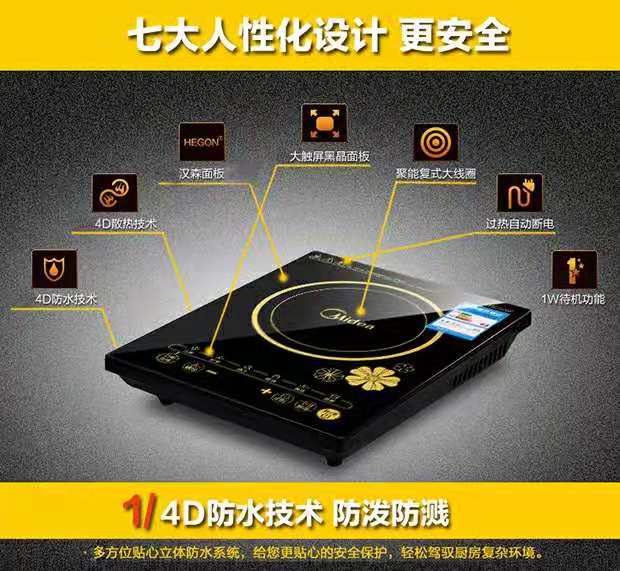 七大人性化设计 更安全
HEGON
大触屏黑晶面板
汉森面板
聚能复式大线圈
4D散热技术
过热自动断电
4D防水技术
1W待机功能
Midea
1/4D防水技术 防泼防溅
·多方位贴心立体防水系统，给您更贴心的安全保护，轻松驾驭厨房复杂环境。